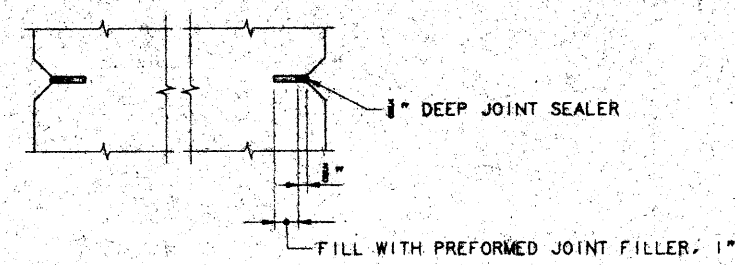 " DEEP JOINT SEALER
"
FILL WITH PREFORMED JOINT FILLER, 1"